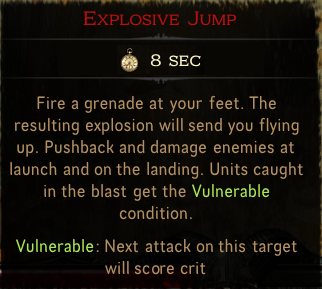 Explosive Jump
8 sec
Fire a grenade at your feet. The
resulting explosion will send you flying
up. Pushback and damage enemies at
launch and on the landing. Units caught
in the blast get the Vulnerable
condition.
Vulnerable: Next attack on this target
will score crit